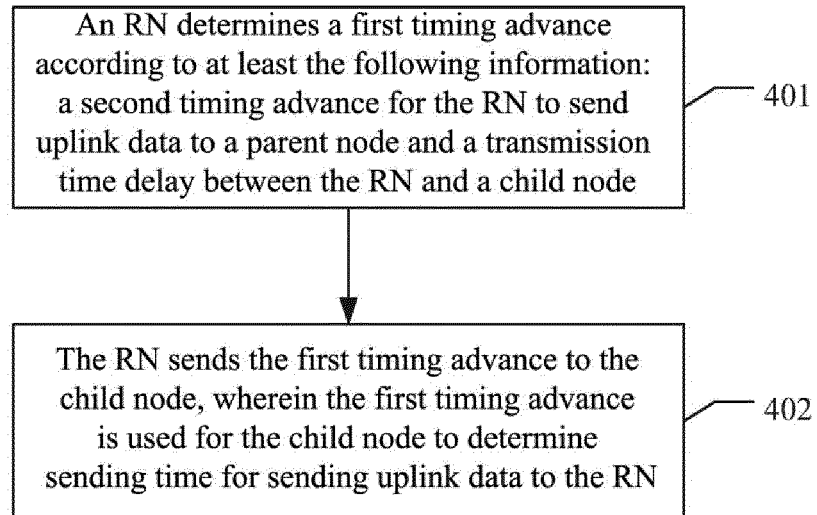 An RN determines a first timing advance
according to at least the following information:
a second timing advance for the RN to send
uplink data to a parent node and a transmission
time delay between the RN and a child node
401
The RN sends the first timing advance to the
child node, wherein the first timing advance
is used for the child node to determine
sending time for sending uplink data to the RN
402